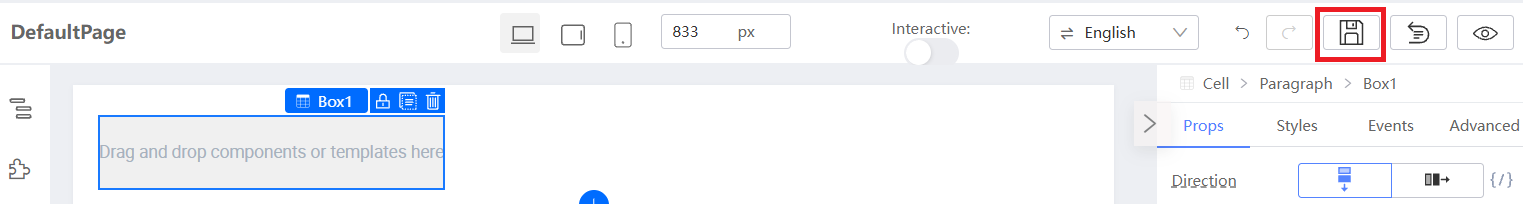 DefaultPage
833 px
Interactive:
English
Cell > Paragraph > Box1
Box1
Props Styles Events Advanced
Drag and drop components or templates here
Direction
{/}